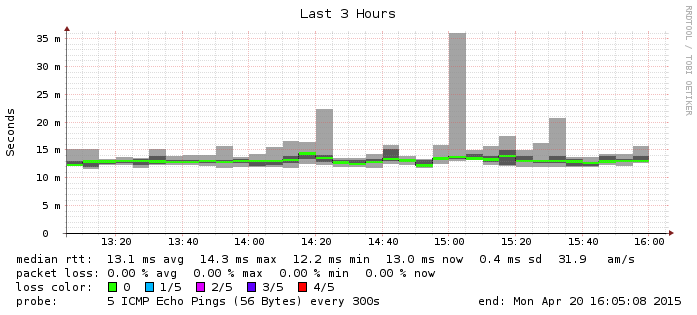 Last 3 Hours
RRDTOOL / TOBI OETIKER
Seconds
35 m
30 m
25 m
20 m
15 m
10 m
5 m
0
13:20 13:40 14:00 14:20 14:40 15:00 15:20 15:40 16:00
median rtt: 13.1 ms avg 14.3 ms max 12.2 ms min 13.0 ms now 0.4 ms sd 31.9 am/s
packet loss: 0.00 % avg 0.00 % max 0.00 % min 0.00 % now
loss color: 0 1/5 2/5 3/5 4/5
probe: 5 ICMP Echo Pings (56 Bytes) every 300s end: Mon Apr 20 16:05:08 2015